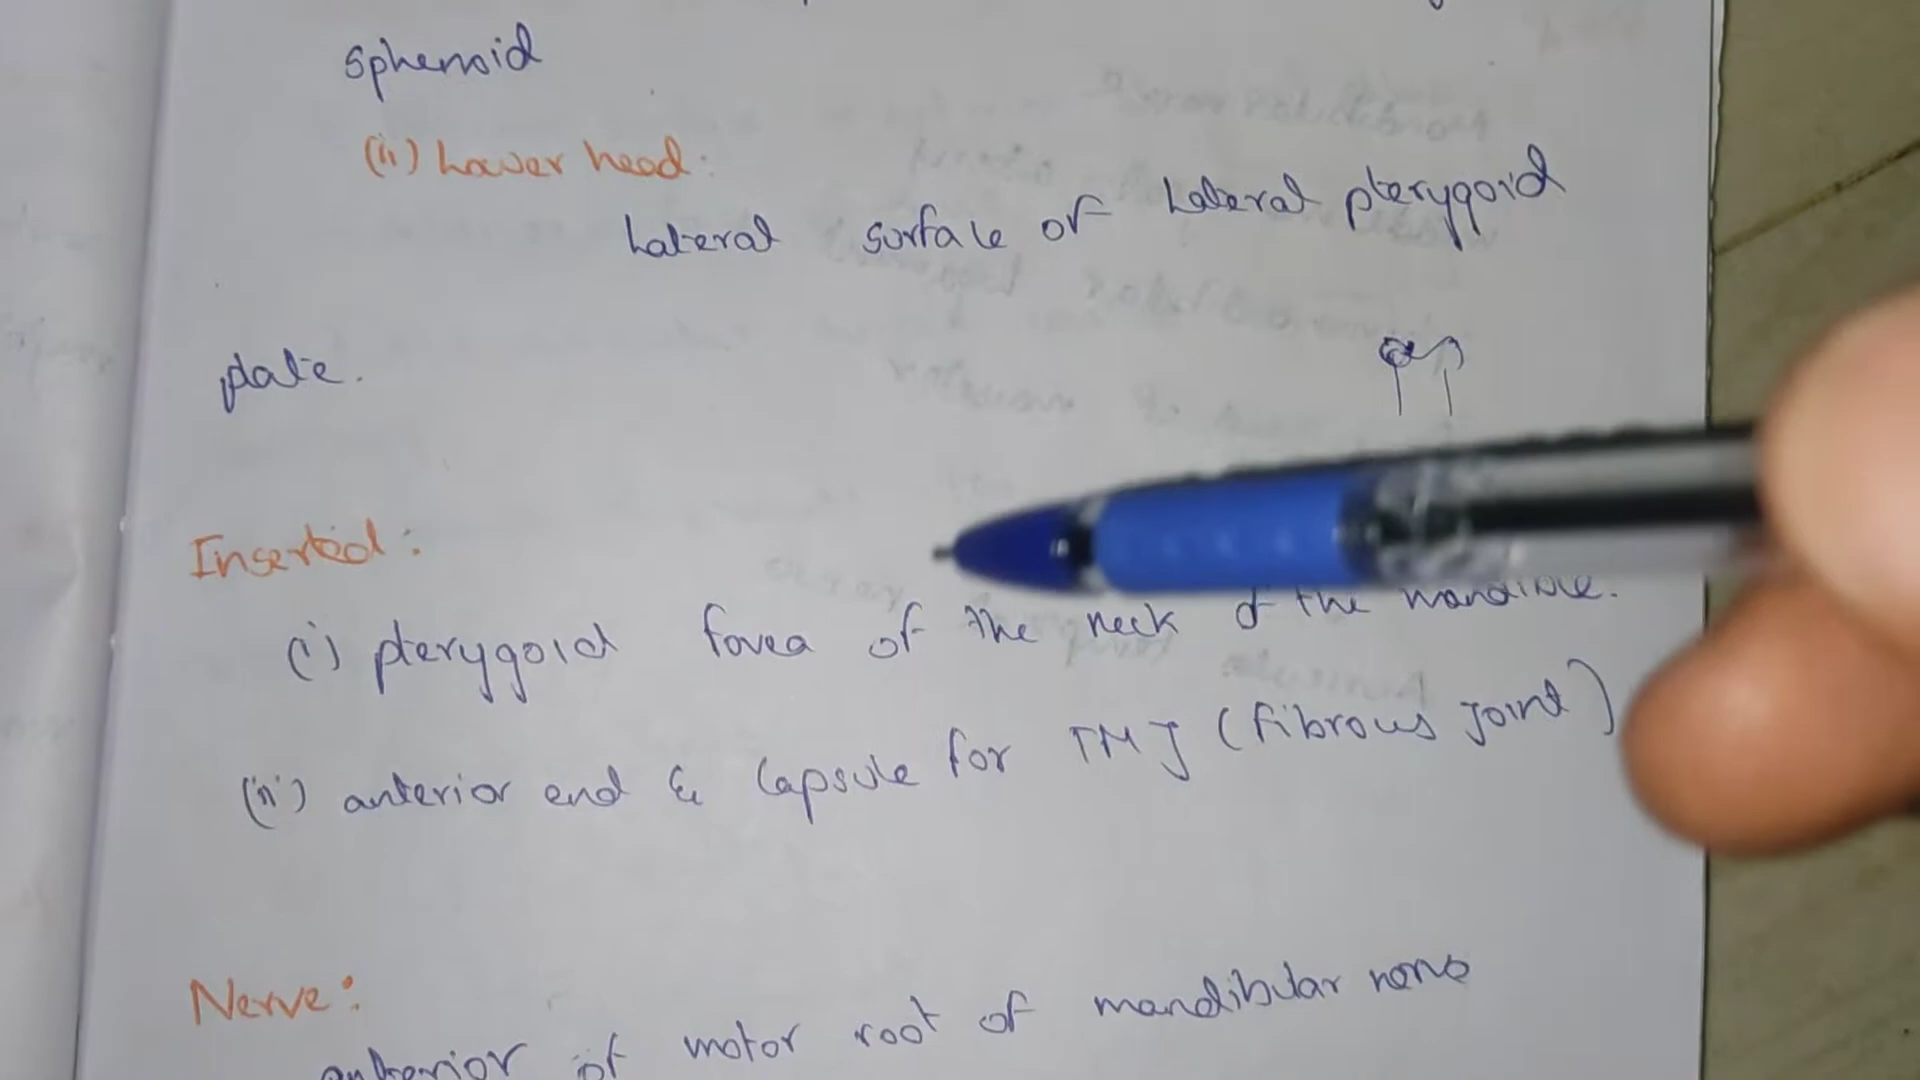 sphenoid
(ii) Lower head:
Lateral surface of Lateral pterygoid
plate.
Inserted:
(i) pterygoid fovea of the neck of the mandible.
(ii) anterior end & Capsule for TMJ (fibrous Joint)
Nerve:
anterior of motor root of mandibular nerve